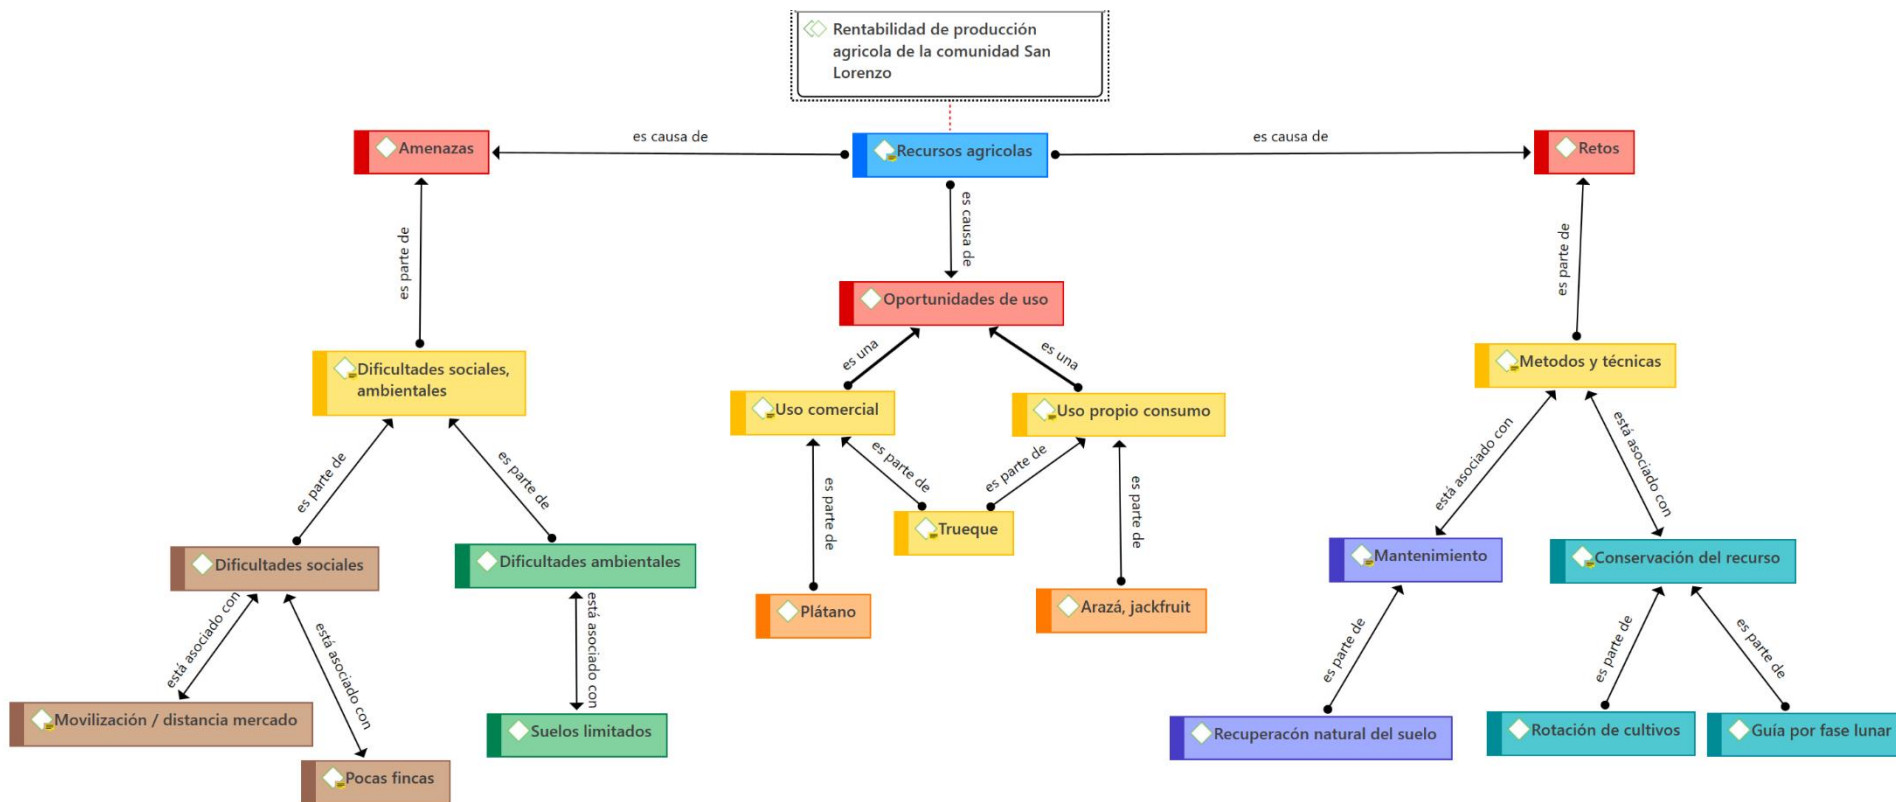 Rentabilidad de producción
agricola de la comunidad San
Lorenzo
Amenazas
es causa de
Recursos agricolas
es causa de
Retos
es parte de
es causa de
es parte de
Oportunidades de uso
es una
es una
Dificultades sociales,
ambientales
Metodos y técnicas
Uso comercial
Uso propio consumo
es parte de
es parte de
es parte de
es parte de
es parte de
es parte de
está asociado con
está asociado con
Trueque
Dificultades sociales
Dificultades ambientales
Mantenimiento
Conservación del recurso
Plátano
Arazá, jackfruit
está asociado con
está asociado con
está asociado con
es parte de
es parte de
es parte de
Movilización / distancia mercado
Suelos limitados
Recuperacón natural del suelo
Rotación de cultivos
Guía por fase lunar
Pocas fincas